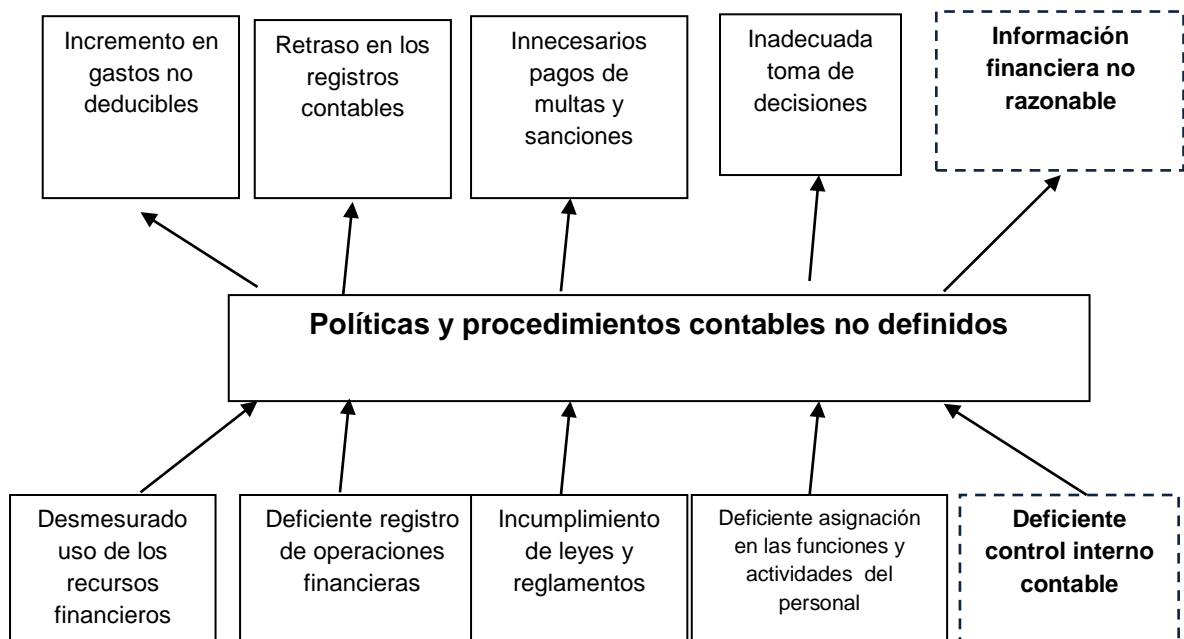 Incremento en
gastos no
deducibles
Retraso en los
registros
contables
Innecesarios
pagos de
multas y
sanciones
Inadecuada
toma de
decisiones
Información
financiera no
razonable
Políticas y procedimientos contables no definidos
Desmesurado
uso de los
recursos
financieros
Deficiente registro
de operaciones
financieras
Incumplimiento
de leyes y
reglamentos
Deficiente asignación
en las funciones y
actividades del
personal
Deficiente
control interno
contable